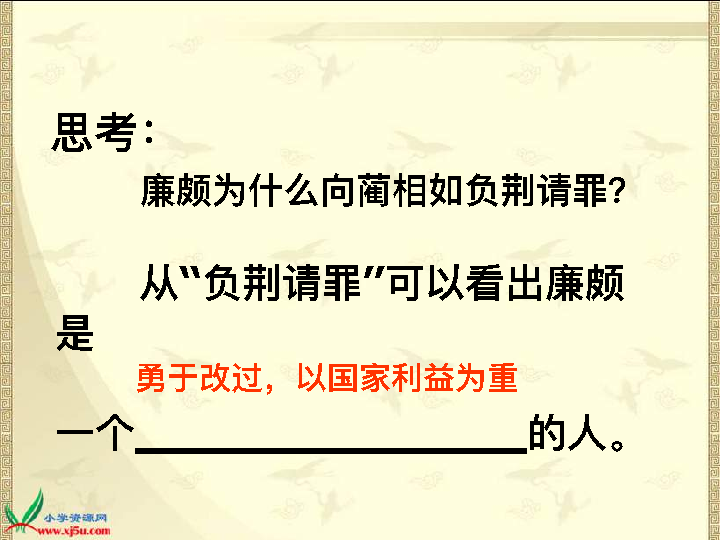 思考：
廉颇为什么向蔺相如负荆请罪？
从“负荆请罪”可以看出廉颇
是
勇于改过，以国家利益为重
一个____________的人。
小学资源网
www.xj5u.com